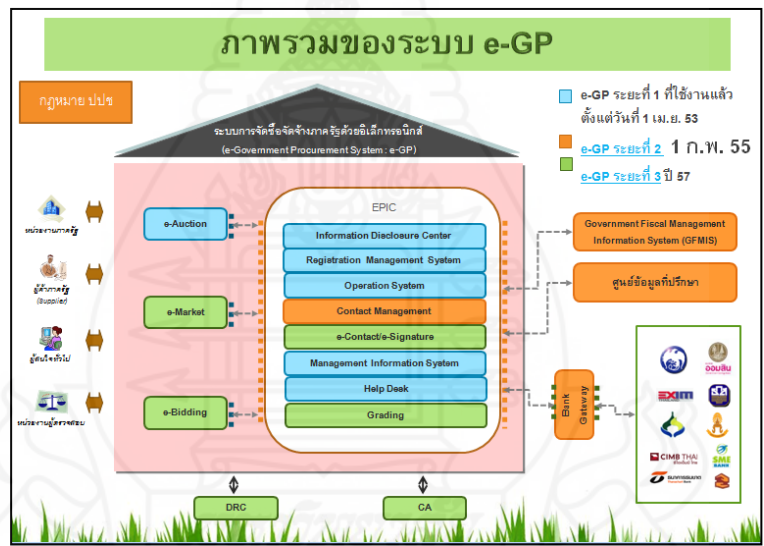 ภาพรวมของระบบ e-GP
กฎหมาย ปปช
ระบบการจัดซื้อจัดจ้างภาครัฐด้วยอิเล็กทรอนิกส์
(e-Government Procurement System : e-GP)
e-GP ระยะที่ 1 ที่ใช้งานแล้ว
ตั้งแต่วันที่ 1 เม.ย. 53
e-GP ระยะที่ 2 1 ก.พ. 55
e-GP ระยะที่ 3 ปี 57
หน่วยงานภาครัฐ
ผู้ค้าภาครัฐ
(Supplier)
ผู้สนใจทั่วไป
หน่วยงานผู้ตรวจสอบ
e-Auction
e-Market
e-Bidding
EPIC
Information Disclosure Center
Registration Management System
Operation System
Contact Management
e-Contact/e-Signature
Management Information System
Help Desk
Grading
Government Fiscal Management
Information System (GFMIS)
ศูนย์ข้อมูลที่ปรึกษา
Bank
Gateway
ออมสิน
EXIM
CIMB THAI
SME
BANK
ธนาคารธนชาต
DRC
CA